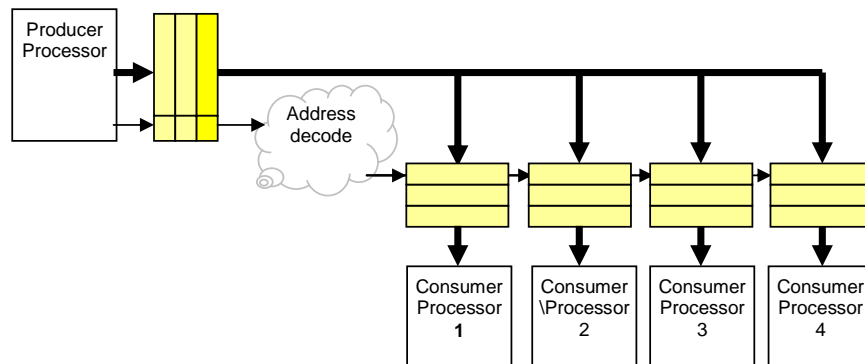 Producer
Processor
Address
decode
Consumer
Processor
1
Consumer
\Processor
2
Consumer
Processor
3
Consumer
Processor
4